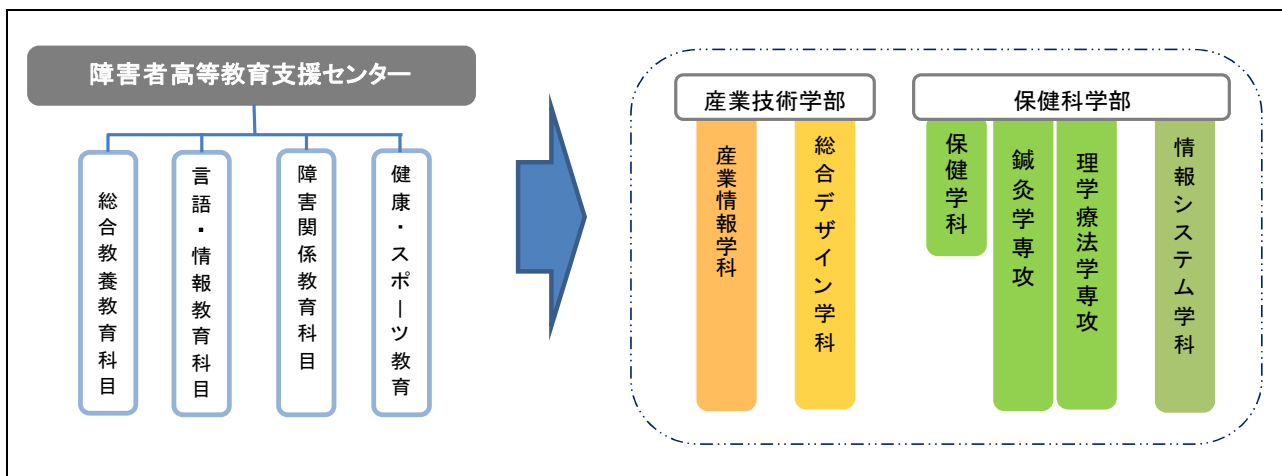 障害者高等教育支援センター
総合教養教育科目
言語・情報教育科目
障害関係教育科目
健康・スポーツ教育
産業技術学部
産業情報学科
総合デザイン学科
保健科学部
保健学科
鍼灸学専攻
理学療法学専攻
情報システム学科